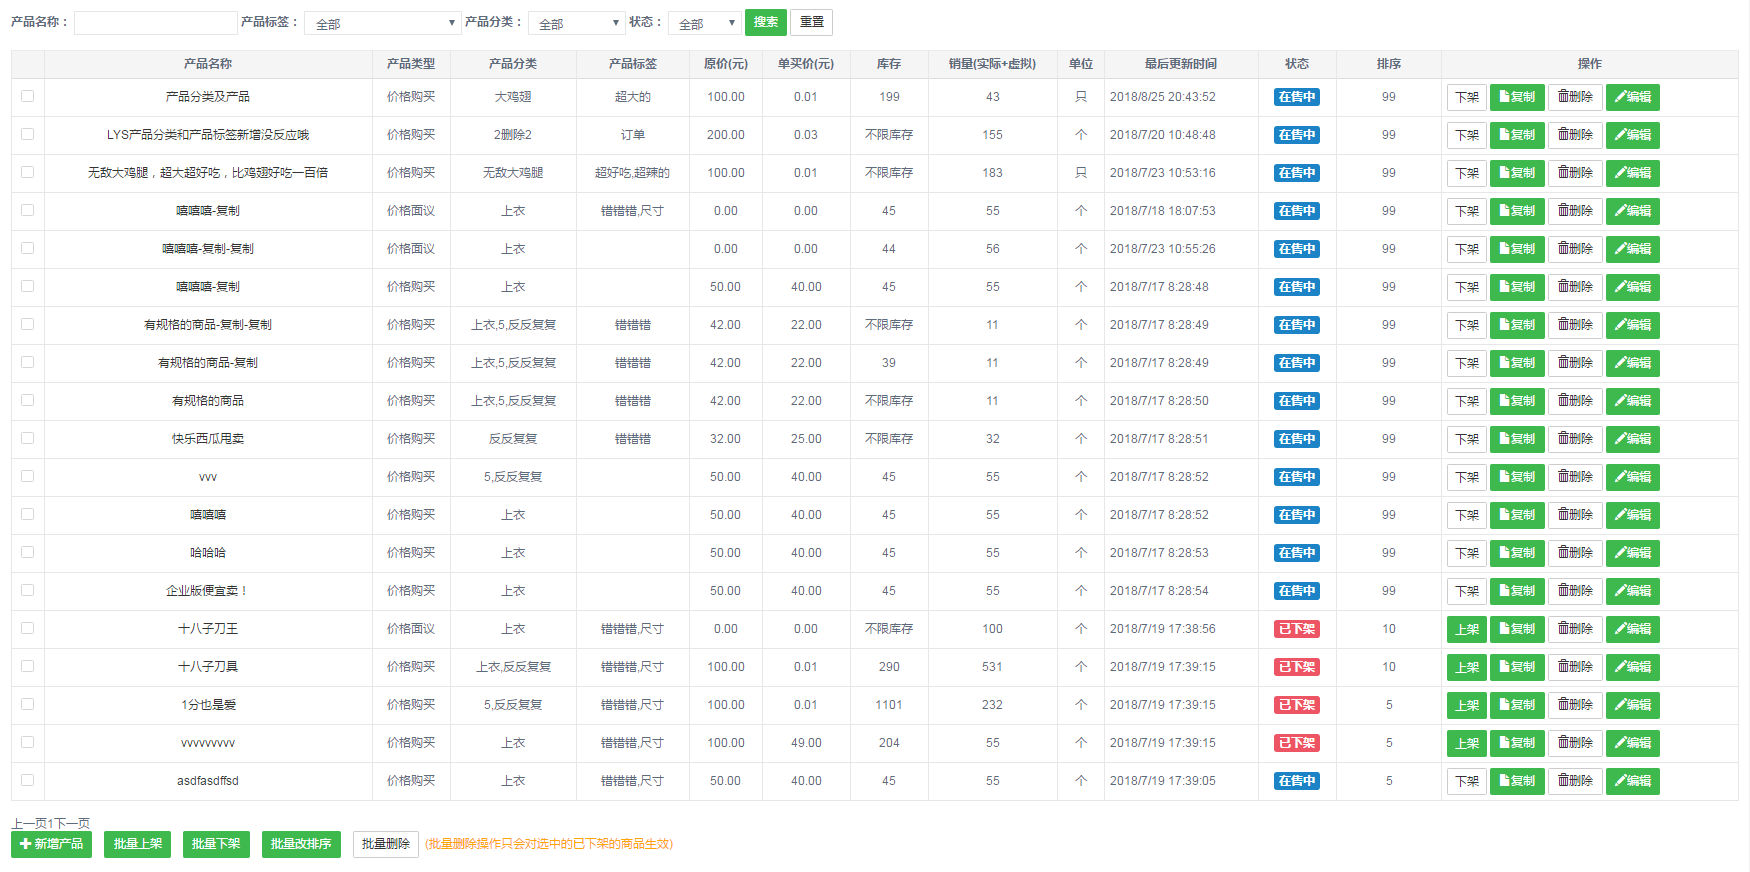 产品名称： 产品标签： 全部 产品分类： 全部 状态： 全部 搜索 重置
产品名称 产品类型 产品分类 产品标签 原价(元) 单买价(元) 库存 销量(实际+虚拟) 单位 最后更新时间 状态 排序 操作
产品分类及产品 价格购买 大鸡翅 超大的 100.00 0.01 199 43 只 2018/8/25 20:43:52 在售中 99 下架 复制 删除 编辑
LYS产品分类和产品标签新增没反应哦 价格购买 2删除2 订单 200.00 0.03 不限库存 155 个 2018/7/20 10:48:48 在售中 99 下架 复制 删除 编辑
无敌大鸡腿，超大超好吃，比鸡翅好吃一百倍 价格购买 无敌大鸡腿 超好吃,超辣的 100.00 0.01 不限库存 183 只 2018/7/23 10:53:16 在售中 99 下架 复制 删除 编辑
嘻嘻嘻-复制 价格面议 上衣 错错错,尺寸 0.00 0.00 45 55 个 2018/7/18 18:07:53 在售中 99 下架 复制 删除 编辑
嘻嘻嘻-复制-复制 价格面议 上衣 0.00 0.00 44 56 个 2018/7/23 10:55:26 在售中 99 下架 复制 删除 编辑
嘻嘻嘻-复制 价格购买 上衣 50.00 40.00 45 55 个 2018/7/17 8:28:48 在售中 99 下架 复制 删除 编辑
有规格的商品-复制-复制 价格购买 上衣,5,反反复复 错错错 42.00 22.00 不限库存 11 个 2018/7/17 8:28:49 在售中 99 下架 复制 删除 编辑
有规格的商品-复制 价格购买 上衣,5,反反复复 错错错 42.00 22.00 39 11 个 2018/7/17 8:28:49 在售中 99 下架 复制 删除 编辑
有规格的商品 价格购买 上衣,5,反反复复 错错错 42.00 22.00 不限库存 11 个 2018/7/17 8:28:50 在售中 99 下架 复制 删除 编辑
快乐西瓜甩卖 价格购买 反反复复 错错错 32.00 25.00 不限库存 32 个 2018/7/17 8:28:51 在售中 99 下架 复制 删除 编辑
vvv 价格购买 5,反反复复 50.00 40.00 45 55 个 2018/7/17 8:28:52 在售中 99 下架 复制 删除 编辑
嘻嘻嘻 价格购买 上衣 50.00 40.00 45 55 个 2018/7/17 8:28:52 在售中 99 下架 复制 删除 编辑
哈哈哈 价格购买 上衣 50.00 40.00 45 55 个 2018/7/17 8:28:53 在售中 99 下架 复制 删除 编辑
企业版便宜卖！ 价格购买 上衣 50.00 40.00 45 55 个 2018/7/17 8:28:54 在售中 99 下架 复制 删除 编辑
十八子刀王 价格面议 上衣 错错错,尺寸 0.00 0.00 不限库存 100 个 2018/7/19 17:38:56 已下架 10 上架 复制 删除 编辑
十八子刀具 价格购买 上衣,反反复复 错错错,尺寸 100.00 0.01 290 531 个 2018/7/19 17:39:15 已下架 10 上架 复制 删除 编辑
1分也是爱 价格购买 5,反反复复 错错错,尺寸 100.00 0.01 1101 232 个 2018/7/19 17:39:15 已下架 5 上架 复制 删除 编辑
vvvvvvvvv 价格购买 上衣 错错错,尺寸 100.00 49.00 204 55 个 2018/7/19 17:39:15 已下架 5 上架 复制 删除 编辑
asdfasdffsd 价格购买 上衣 错错错,尺寸 50.00 40.00 45 55 个 2018/7/19 17:39:05 在售中 5 下架 复制 删除 编辑
上一页1下一页
新增产品 批量上架 批量下架 批量改排序 批量删除 (批量删除操作只会对选中的已下架的商品生效)